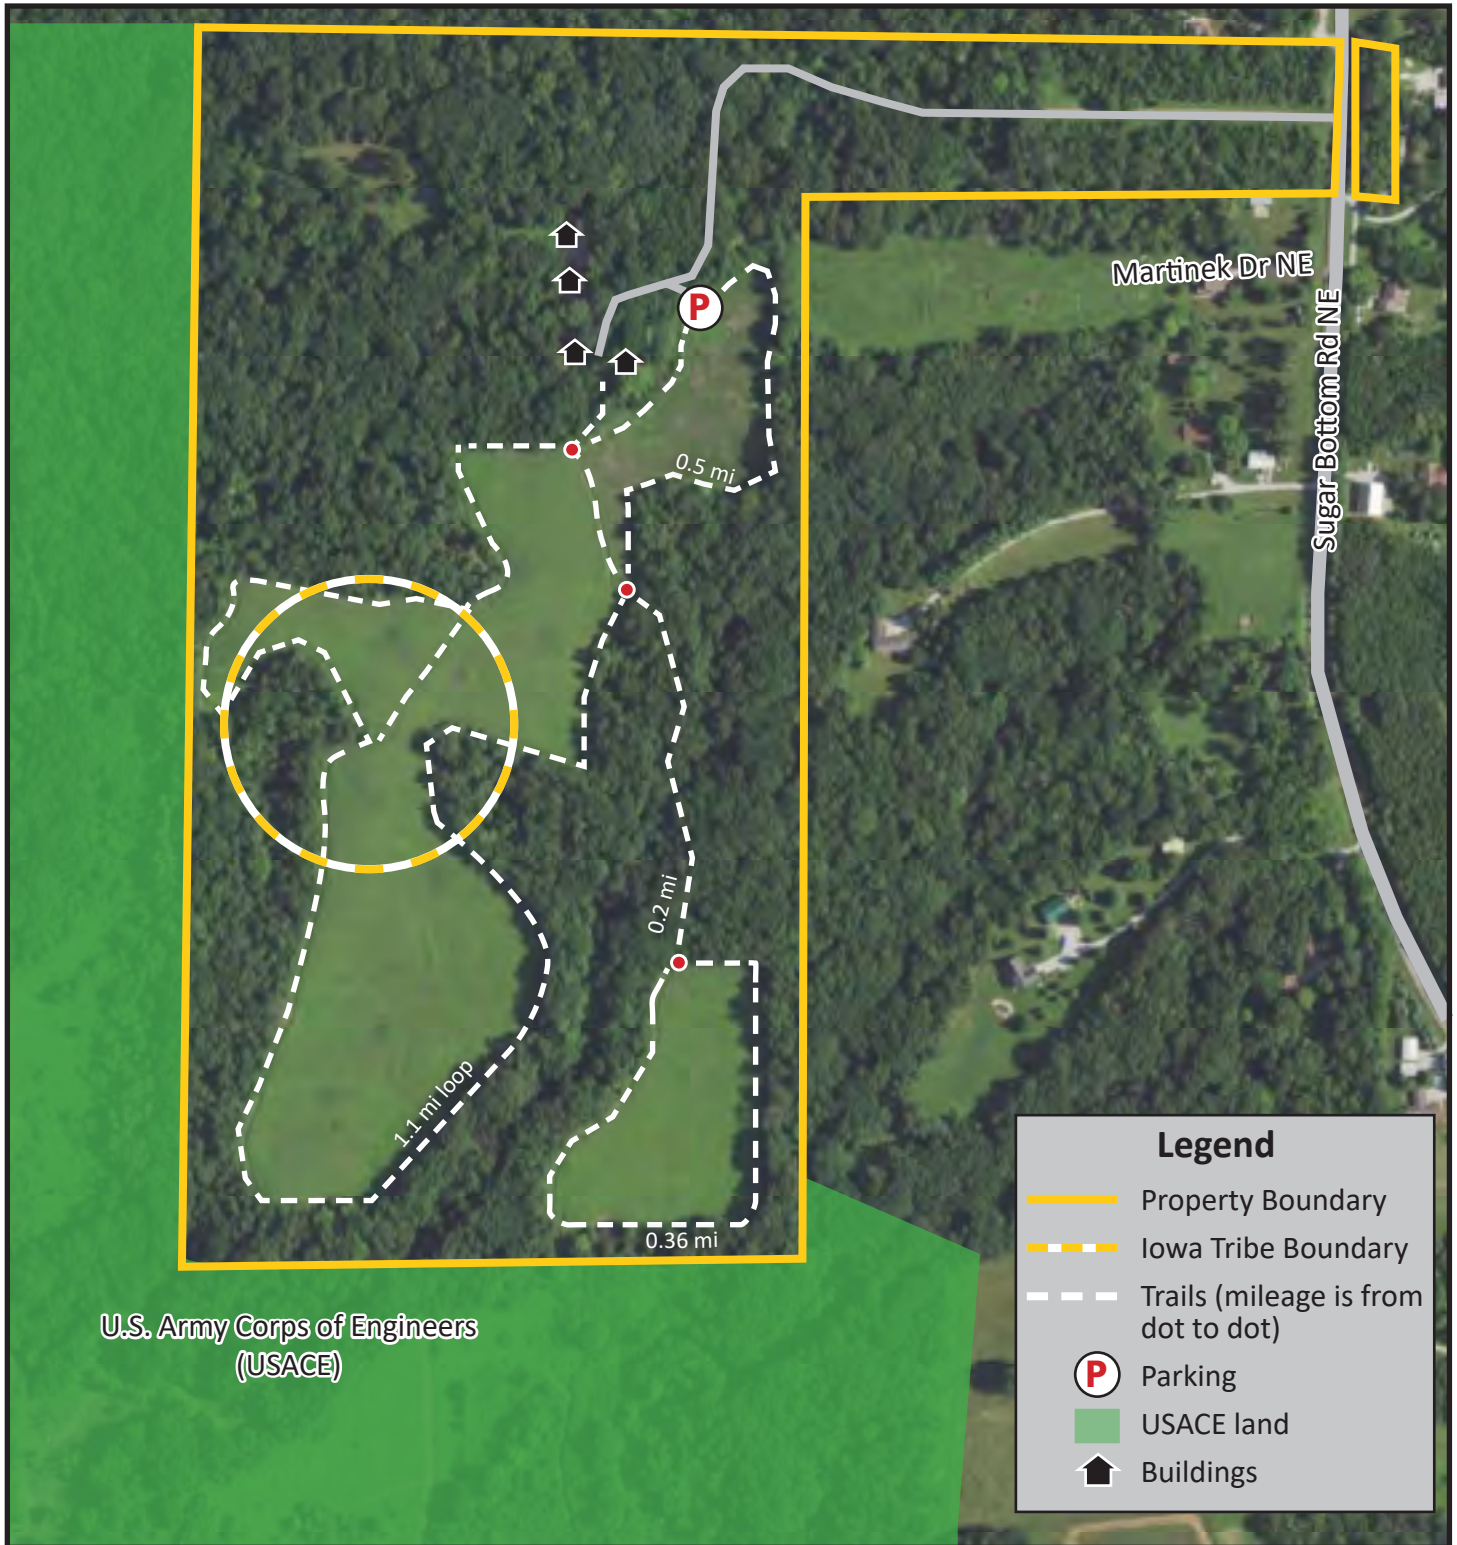 Martinek Dr NE
Sugar Bottom Rd NE
P
0.5 mi
0.2 mi
1.1 mi loop
0.36 mi
U.S. Army Corps of Engineers
(USACE)
Legend
Property Boundary
Iowa Tribe Boundary
Trails (mileage is from
dot to dot)
P
Parking
USACE land
Buildings